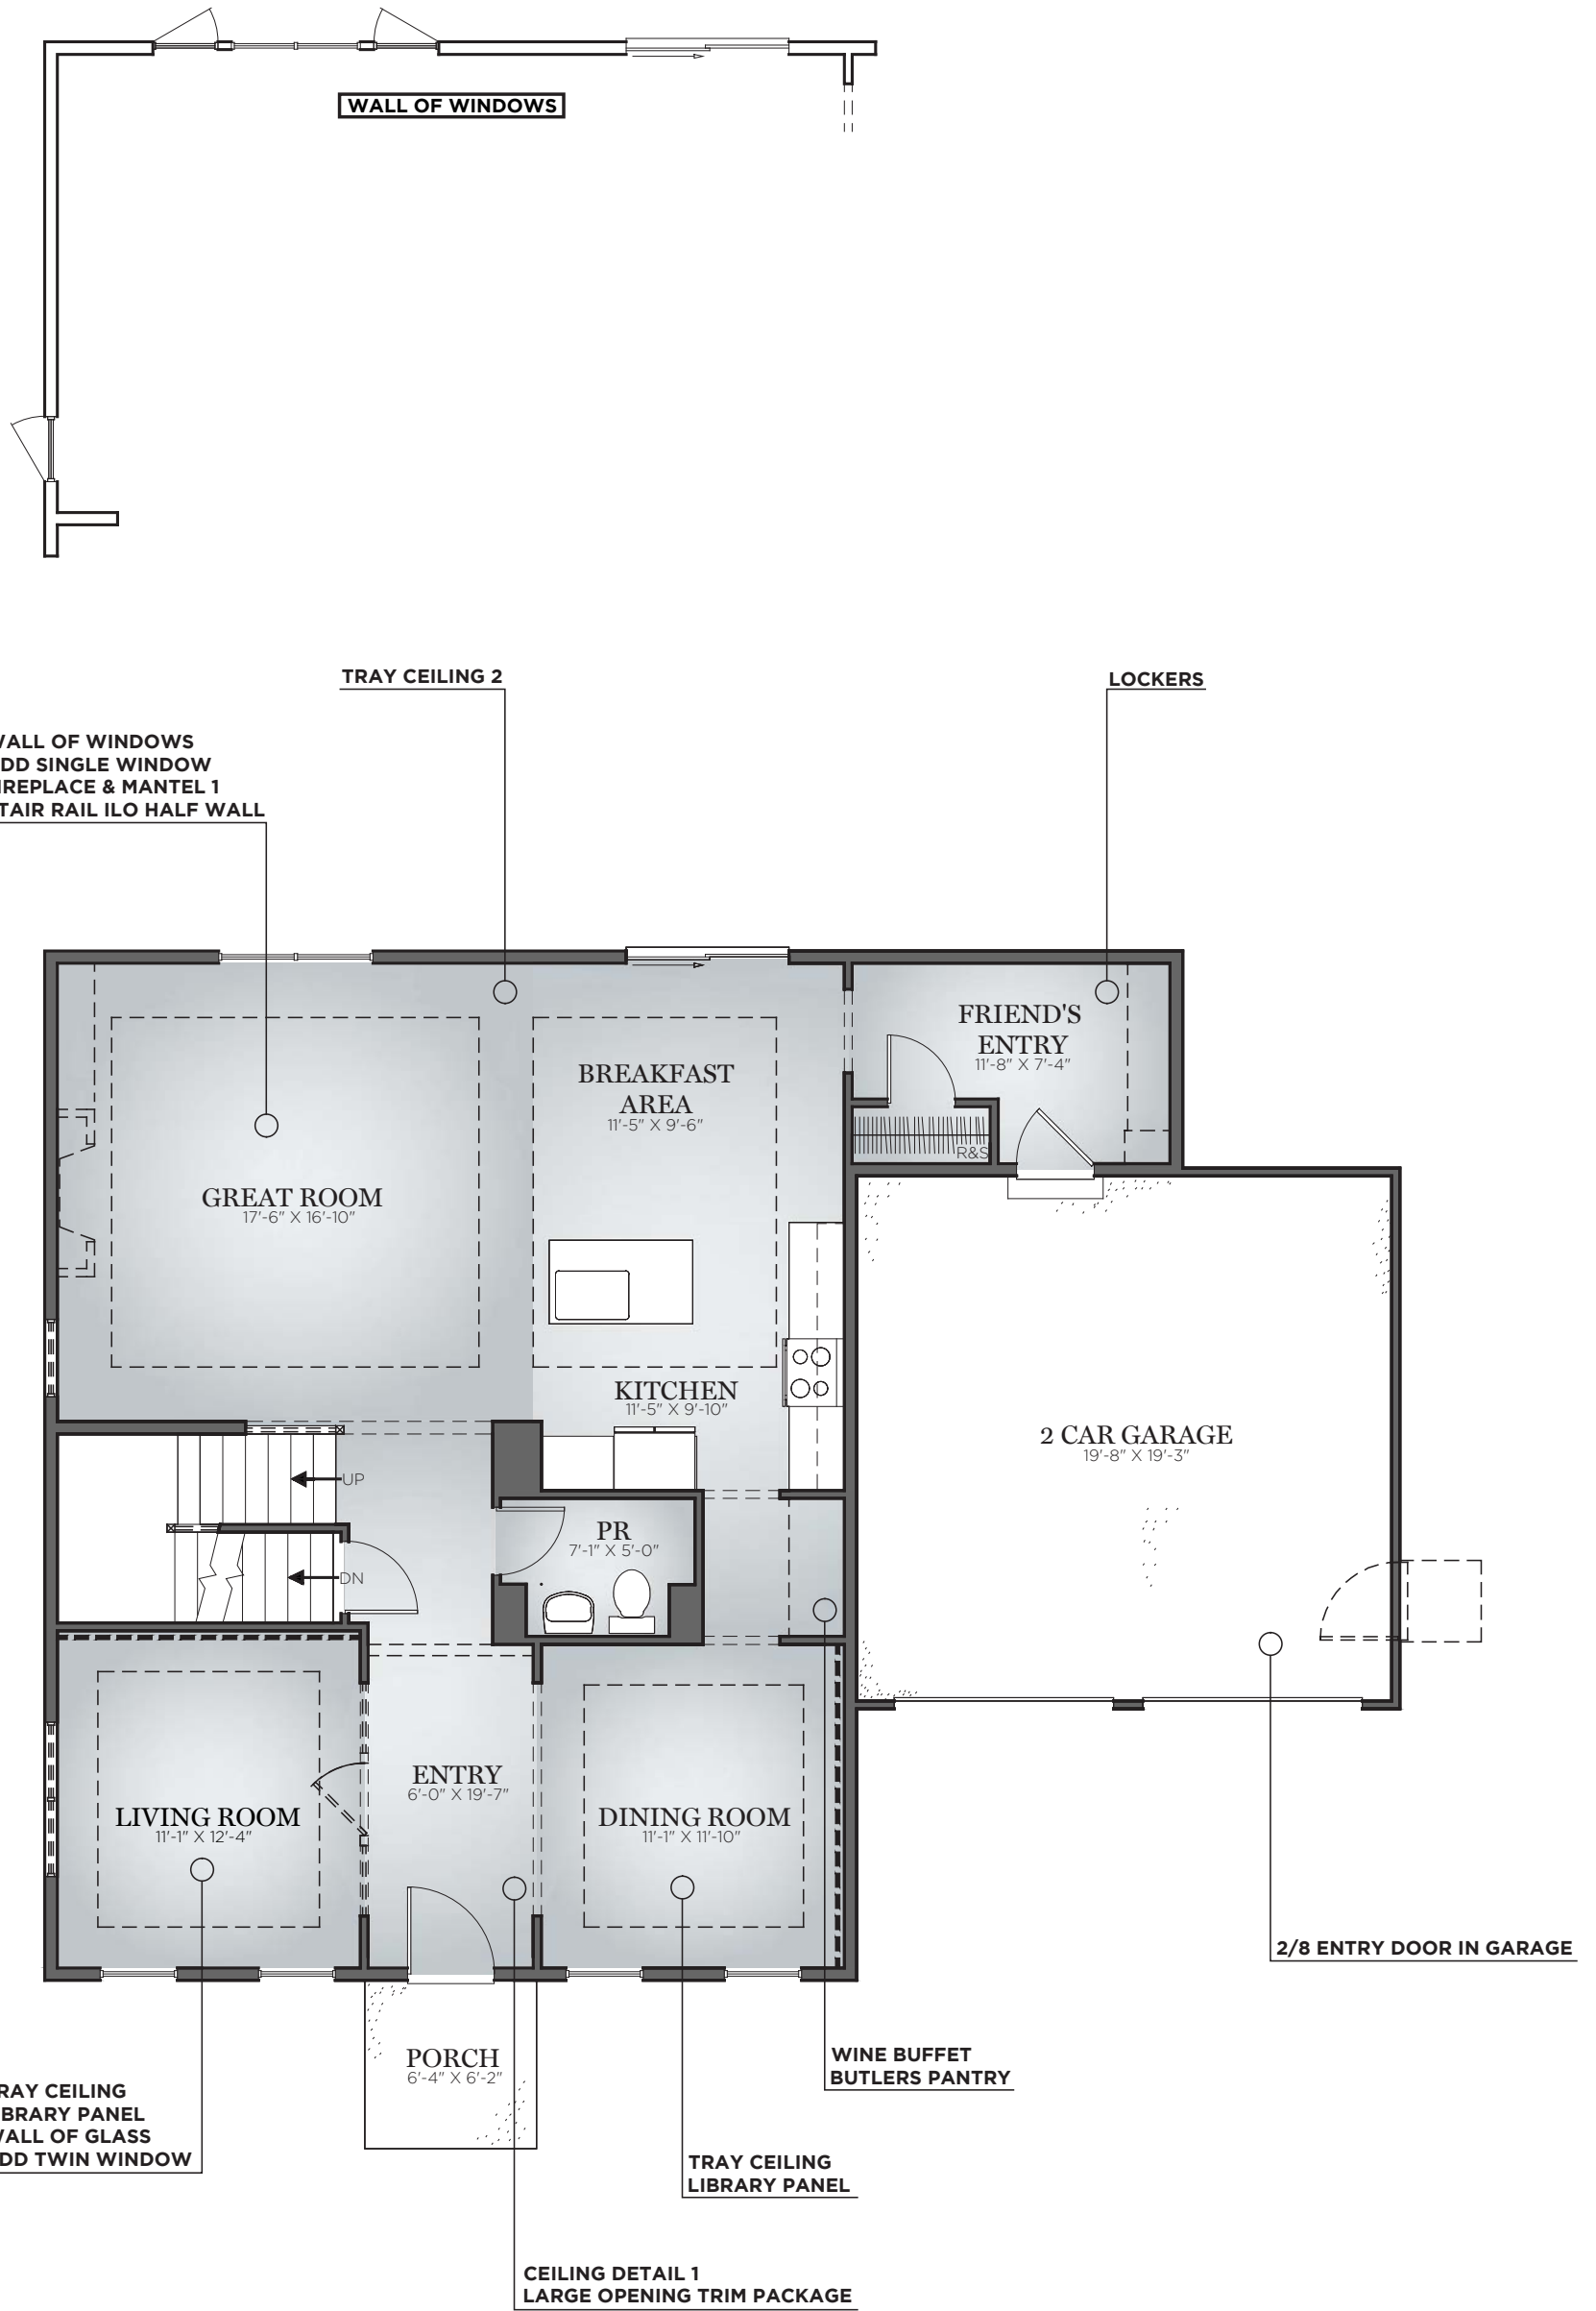 WALL OF WINDOWS
TRAY CEILING 2
LOCKERS
WALL OF WINDOWS
DD SINGLE WINDOW
IREPLACE & MANTEL 1
TAIR RAIL ILO HALF WALL
FRIEND'S
ENTRY
11'-8" X 7'-4"
BREAKFAST
AREA
11'-5" X 9'-6"
R&S
GREAT ROOM
17'-6" X 16'-10"
KITCHEN
11'-5" X 9'-10"
2 CAR GARAGE
19'-8" X 19'-3"
UP
PR
7'-1" X 5'-0"
DN
ENTRY
6'-0" X 19'-7"
LIVING ROOM
11'-1" X 12'-4"
DINING ROOM
11'-1" X 11'-10"
2/8 ENTRY DOOR IN GARAGE
PORCH
6'-4" X 6'-2"
WINE BUFFET
BUTLERS PANTRY
RAY CEILING
IBRARY PANEL
WALL OF GLASS
DD TWIN WINDOW
TRAY CEILING
LIBRARY PANEL
CEILING DETAIL 1
LARGE OPENING TRIM PACKAGE